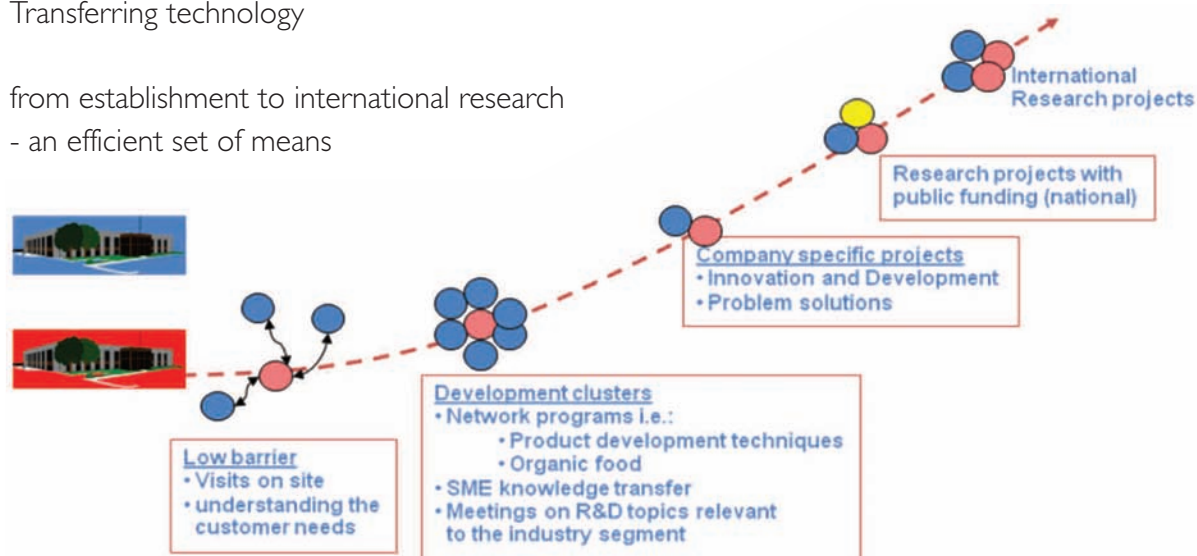 Transferring technology
from establishment to international research
- an efficient set of means
International
Research projects
Research projects with
public funding (national)
Company specific projects
• Innovation and Development
• Problem solutions
Development clusters
• Network programs i.e.:
• Product development techniques
• Organic food
• SME knowledge transfer
• Meetings on R&D topics relevant
to the industry segment
Low barrier
• Visits on site
• understanding the
customer needs